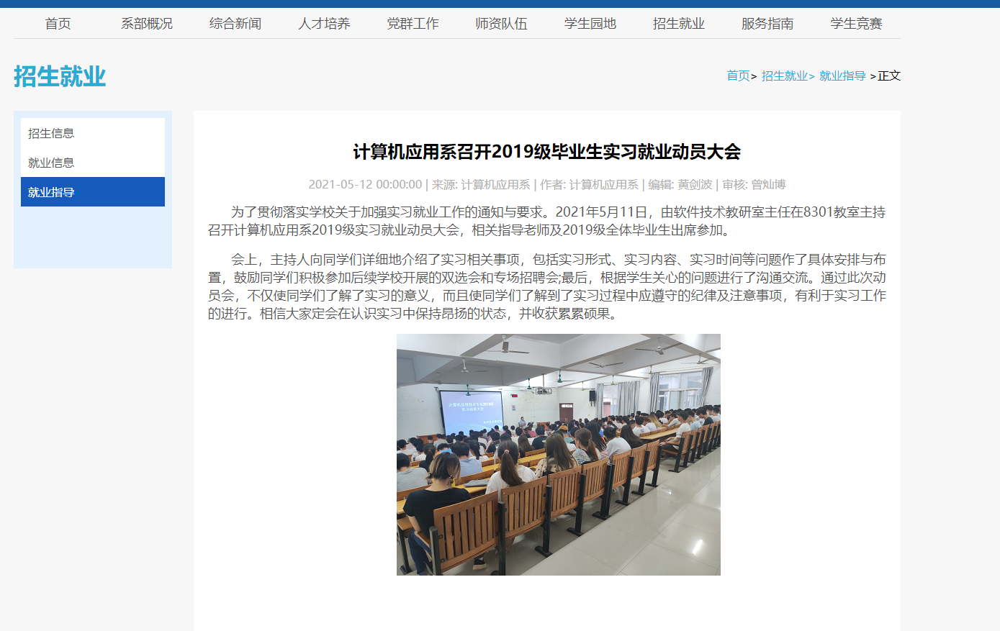 首页 系部概况 综合新闻 人才培养 党群工作 师资队伍 学生园地 招生就业 服务指南 学生竞赛
招生就业
首页> 招生就业> 就业指导 >正文
招生信息
就业信息
就业指导
计算机应用系召开2019级毕业生实习就业动员大会
2021-05-12 00:00:00 | 来源: 计算机应用系 | 作者: 计算机应用系 | 编辑: 黄剑波 | 审核: 曾灿博
为了贯彻落实学校关于加强实习就业工作的通知与要求。2021年5月11日，由软件技术教研室主任在8301教室主持
召开计算机应用系2019级实习就业动员大会，相关指导老师及2019级全体毕业生出席参加。
会上，主持人向同学们详细地介绍了实习相关事项，包括实习形式、实习内容、实习时间等问题作了具体安排与布
置，鼓励同学们积极参加后续学校开展的双选会和专场招聘会;最后，根据学生关心的问题进行了沟通交流。通过此次动
员会，不仅使同学们了解了实习的意义，而且使同学们了解到了实习过程中应遵守的纪律及注意事项，有利于实习工作
的进行。相信大家定会在认识实习中保持昂扬的状态，并收获累累硕果。
计算机应用技术专业2019级
实习动员大会